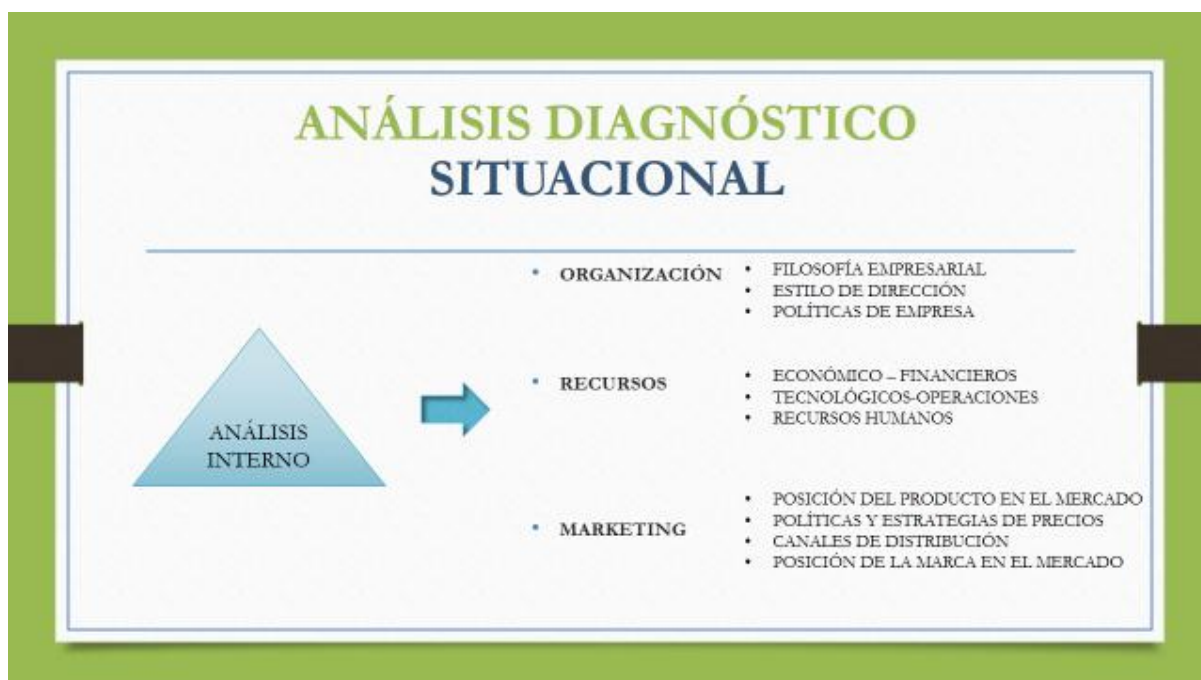 ANÁLISIS DIAGNÓSTICO
SITUACIONAL
ANÁLISIS
INTERNO
• ORGANIZACIÓN
• FILOSOFÍA EMPRESARIAL
• ESTILO DE DIRECCIÓN
• POLÍTICAS DE EMPRESA
• RECURSOS
• ECONÓMICO – FINANCIEROS
• TECNOLÓGICOS-OPERACIONES
• RECURSOS HUMANOS
• MARKETING
• POSICIÓN DEL PRODUCTO EN EL MERCADO
• POLÍTICAS Y ESTRATEGIAS DE PRECIOS
• CANALES DE DISTRIBUCIÓN
• POSICIÓN DE LA MARCA EN EL MERCADO